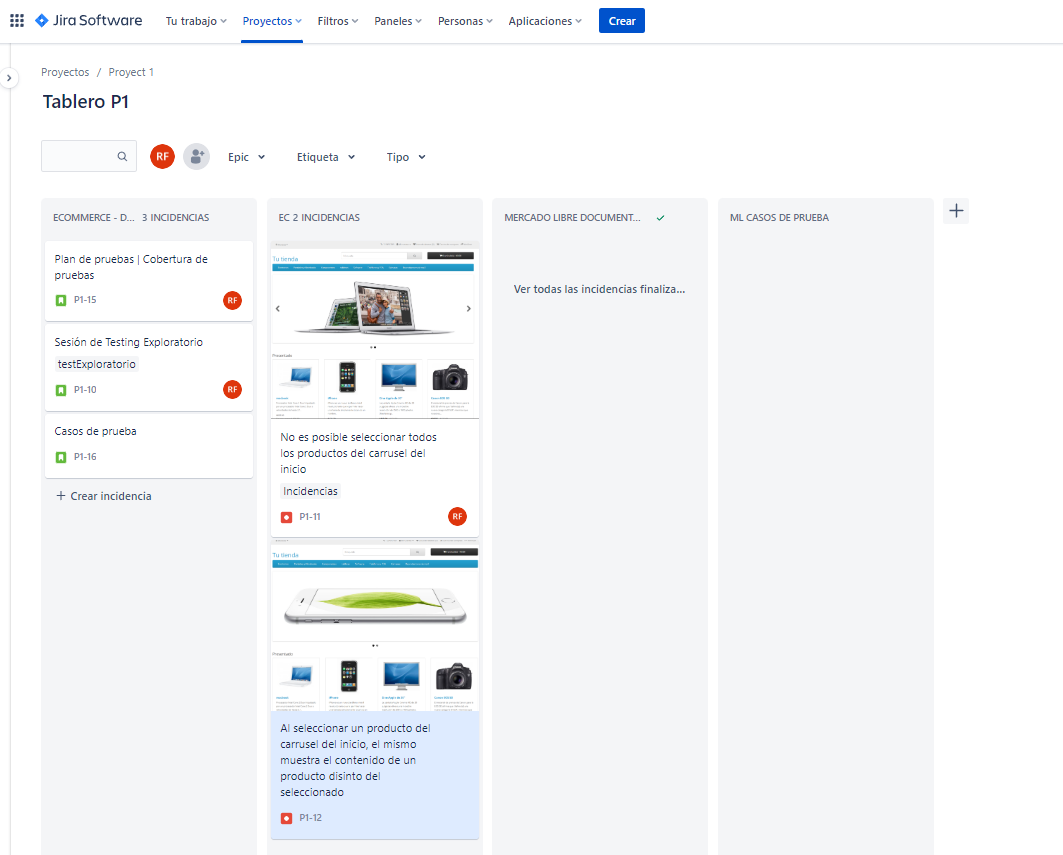 Jira Software Tu trabajo Proyectos Filtros Paneles Personas Aplicaciones Crear
Proyectos / Proyect 1
Tablero P1
RF Epic Etiqueta Tipo
ECOMMERCE - D... 3 INCIDENCIAS
Plan de pruebas | Cobertura de
pruebas
P1-15 RF
Sesión de Testing Exploratorio
testExploratorio
P1-10 RF
Casos de prueba
P1-16
+ Crear incidencia
EC 2 INCIDENCIAS
Tu tienda
No es posible seleccionar todos
los productos del carrusel del
inicio
Incidencias
P1-11 RF
Tu tienda
Al seleccionar un producto del
carrusel del inicio, el mismo
muestra el contenido de un
producto disinto del
seleccionado
P1-12
MERCADO LIBRE DOCUMENT...
Ver todas las incidencias finaliza...
ML CASOS DE PRUEBA